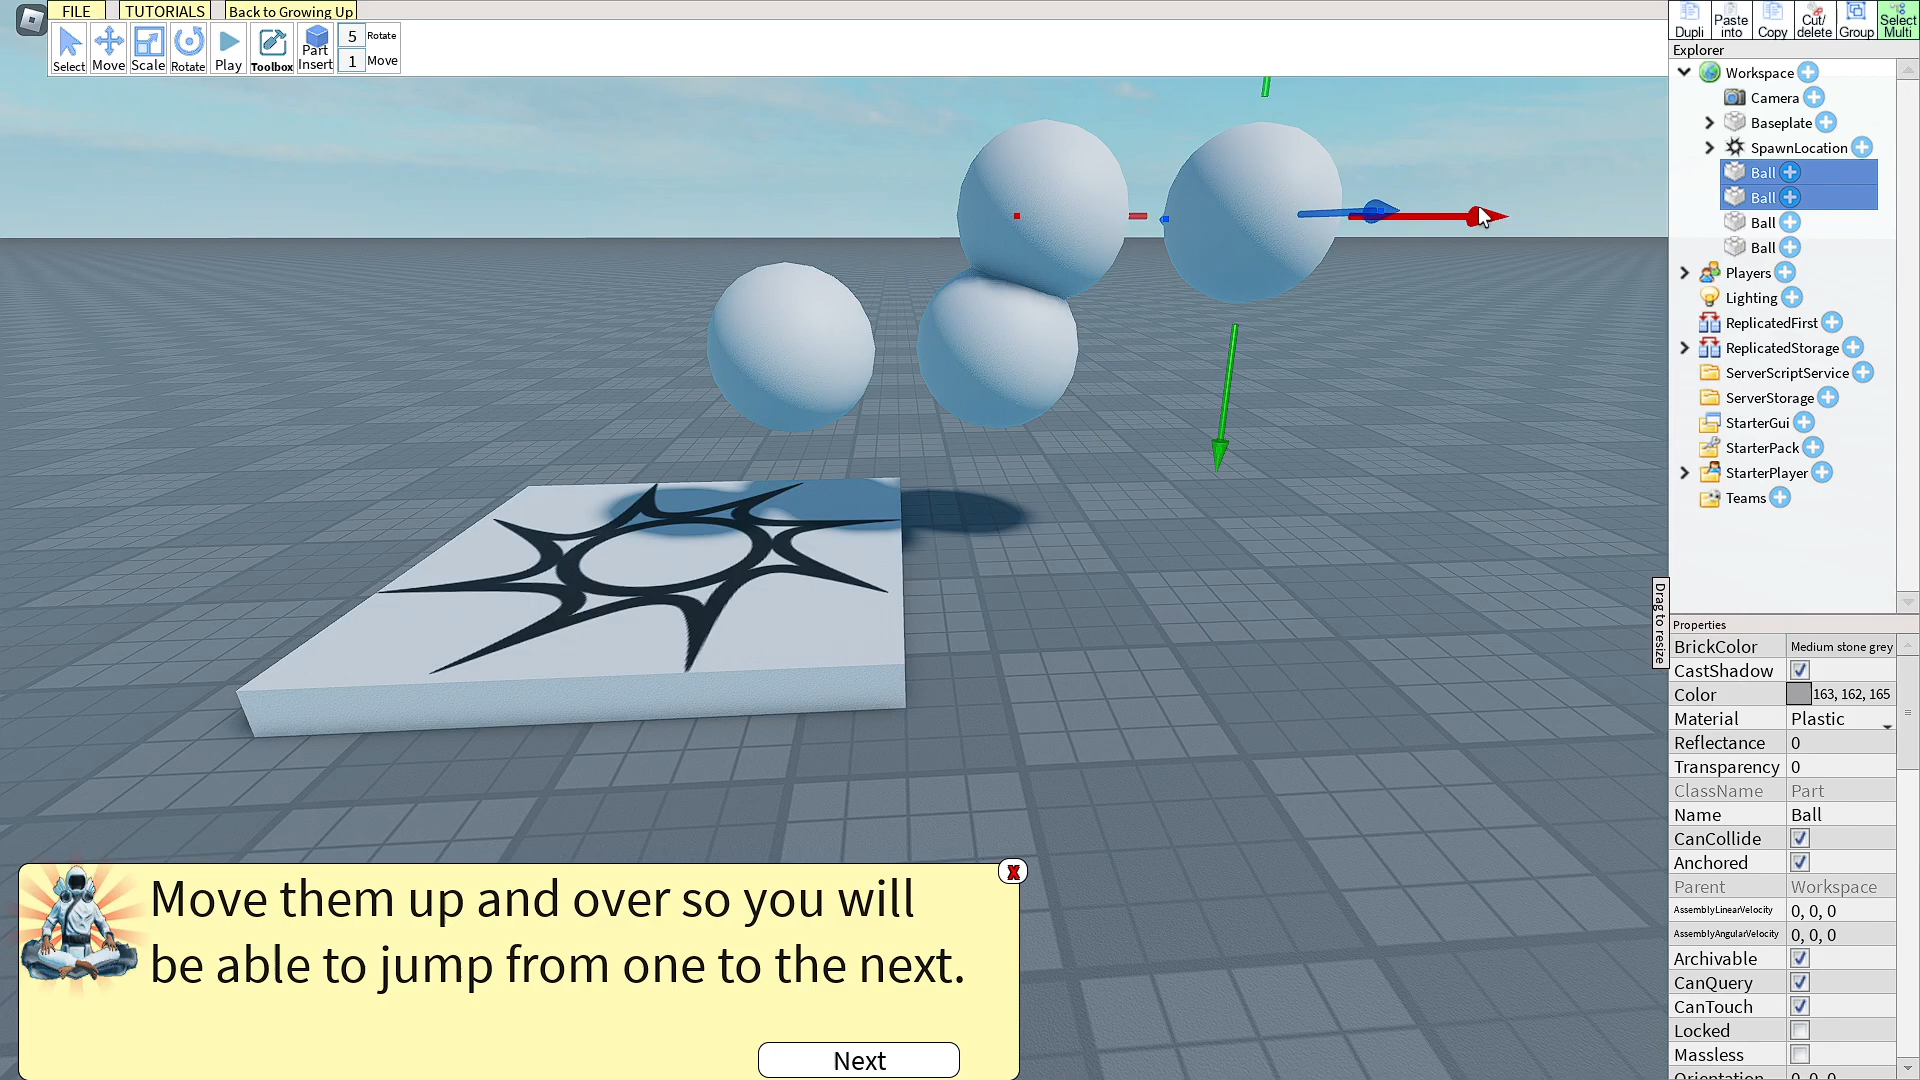 FILE
TUTORIALS
Back to Growing Up
Select
Move
Scale
Rotate
Play
Toolbox
Part
Insert
5 Rotate
1 Move
Dupli
Paste
into
Copy
Cut/
delete
Group
Select
Multi
Explorer
Workspace
Camera
Baseplate
SpawnLocation
Ball
Ball
Ball
Ball
Players
Lighting
ReplicatedFirst
ReplicatedStorage
ServerScriptService
ServerStorage
StarterGui
StarterPack
StarterPlayer
Teams
Drag to resize
Properties
BrickColor Medium stone grey
CastShadow
Color 163, 162, 165
Material Plastic
Reflectance 0
Transparency 0
ClassName Part
Name Ball
CanCollide
Anchored
Parent Workspace
AssemblyLinearVelocity 0, 0, 0
AssemblyAngularVelocity 0, 0, 0
Archivable
CanQuery
CanTouch
Locked
Massless
Orientation 0, 0, 0
Move them up and over so you will
be able to jump from one to the next.
X
Next